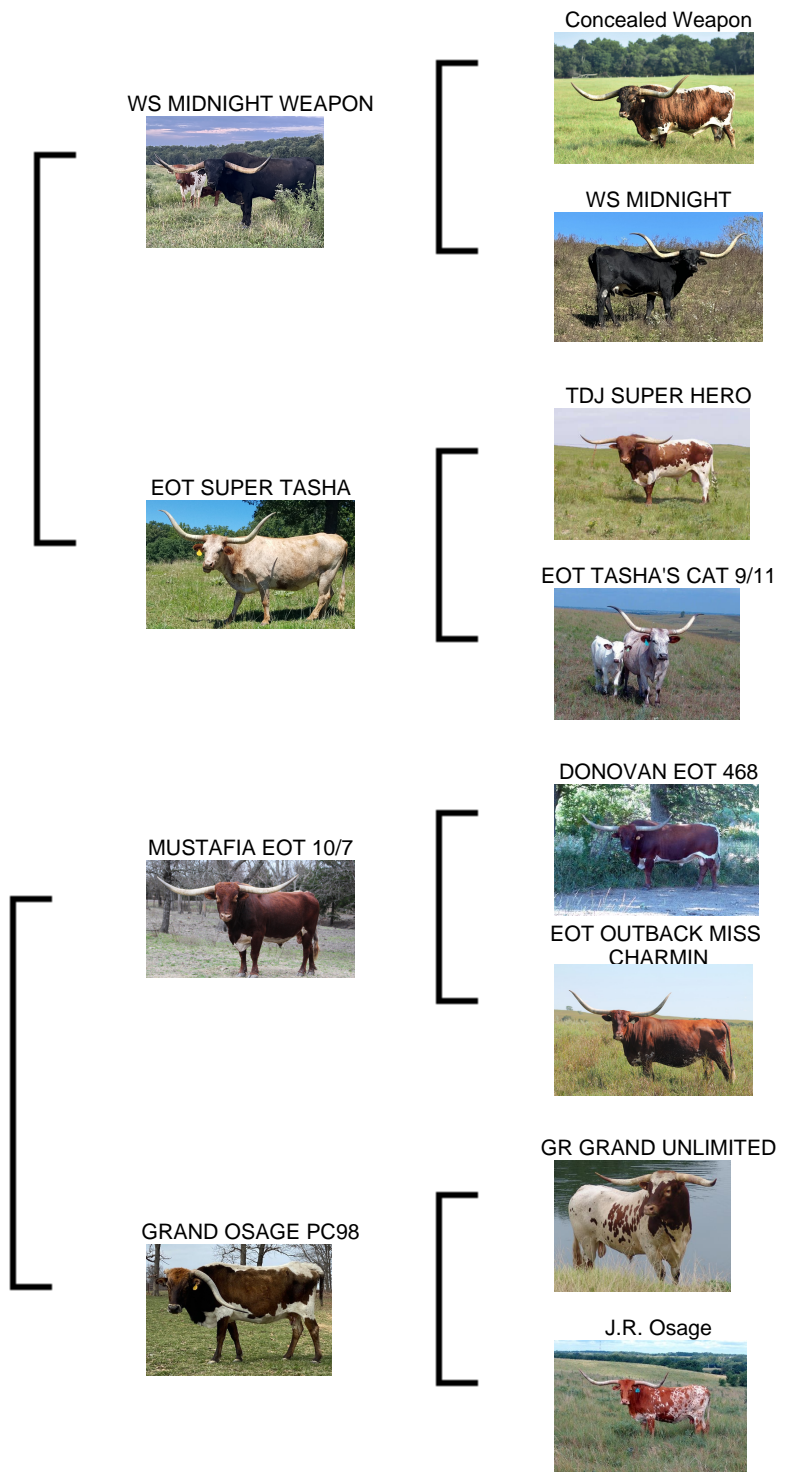 Concealed Weapon
WS MIDNIGHT WEAPON
WS MIDNIGHT
TDJ SUPER HERO
EOT SUPER TASHA
EOT TASHA'S CAT 9/11
DONOVAN EOT 468
MUSTAFIA EOT 10/7
EOT OUTBACK MISS
CHARMIN
GR GRAND UNLIMITED
GRAND OSAGE PC98
J.R. Osage